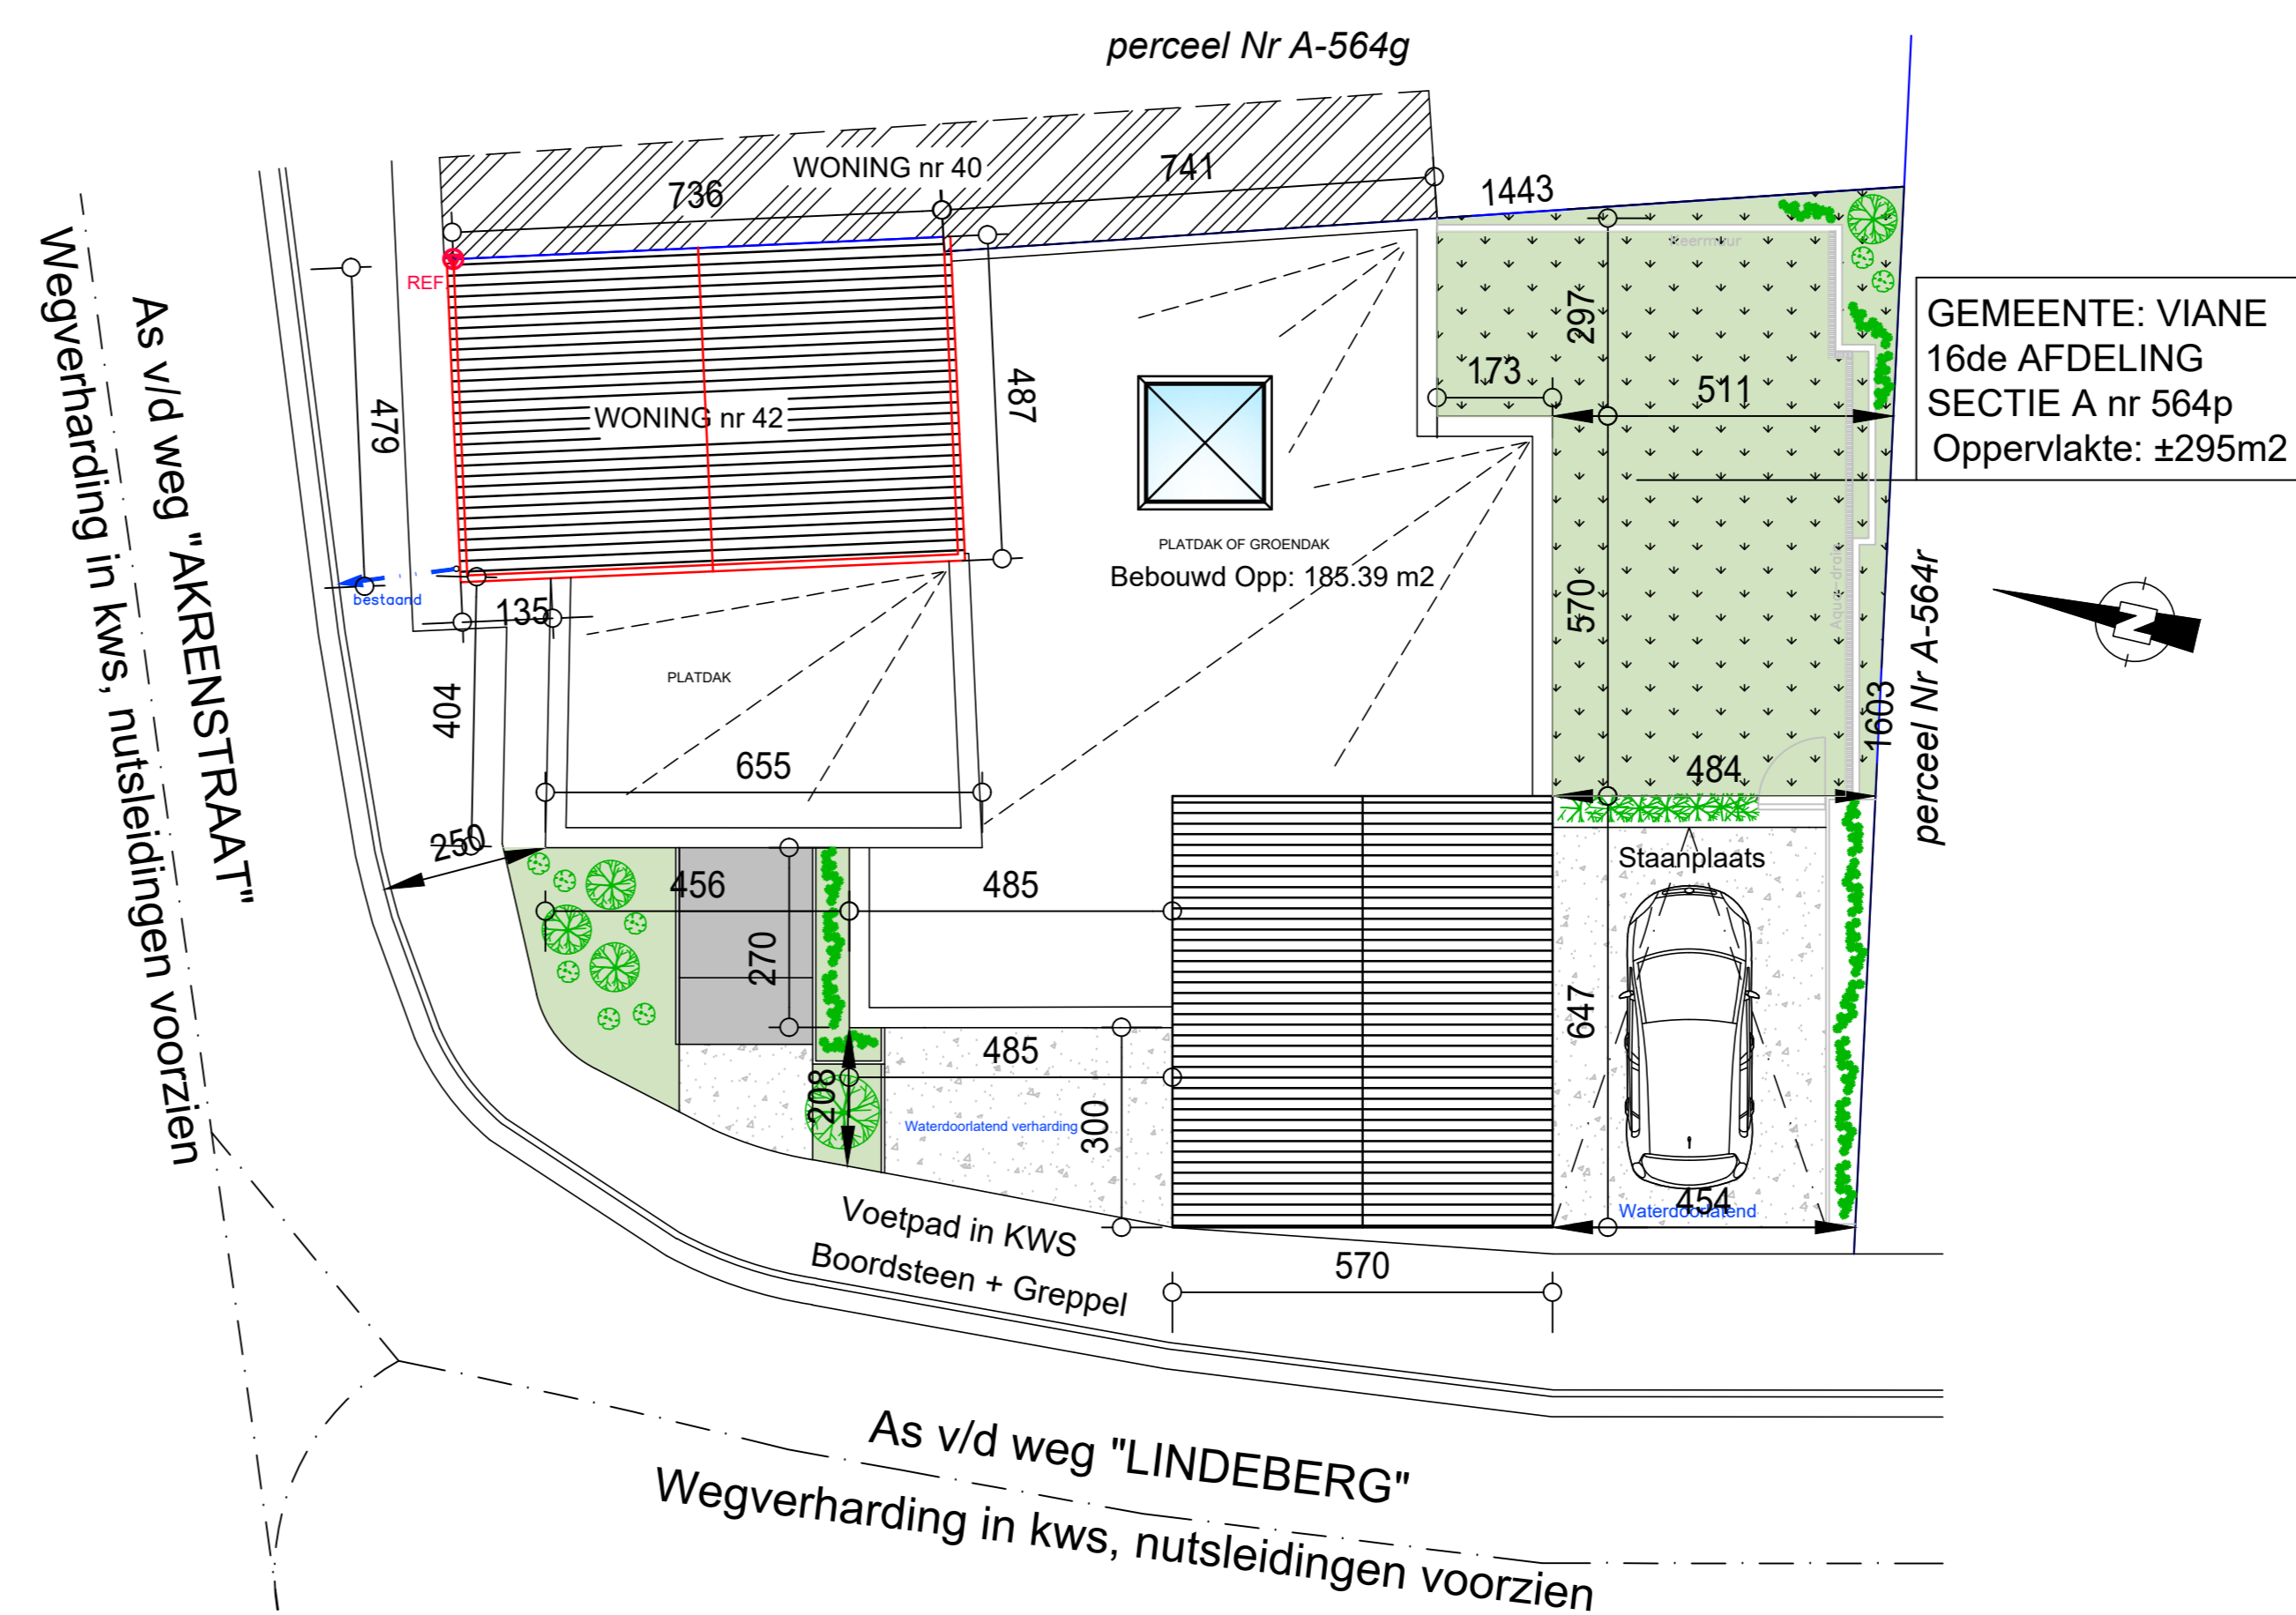 perceel Nr A-564g
WONING nr 40
736
741
1443
REF.
Keermuur
297
173
511
GEMEENTE: VIANE
16de AFDELING
SECTIE A nr 564p
Oppervlakte: ±295m2
479
487
WONING nr 42
PLATDAK OF GROENDAK
Bebouwd Opp: 185.39 m2
bestaand
135
570
Aqua-drain
N
perceel Nr A-564r
1603
PLATDAK
404
655
484
250
456
485
270
Staanplaats
647
485
208
300
Waterdoorlatend verharding
454
Waterdoorlatend
570
Voetpad in KWS
Boordsteen + Greppel
As v/d weg "AKRENSTRAAT"
Wegverharding in kws, nutsleidingen voorzien
As v/d weg "LINDEBERG"
Wegverharding in kws, nutsleidingen voorzien